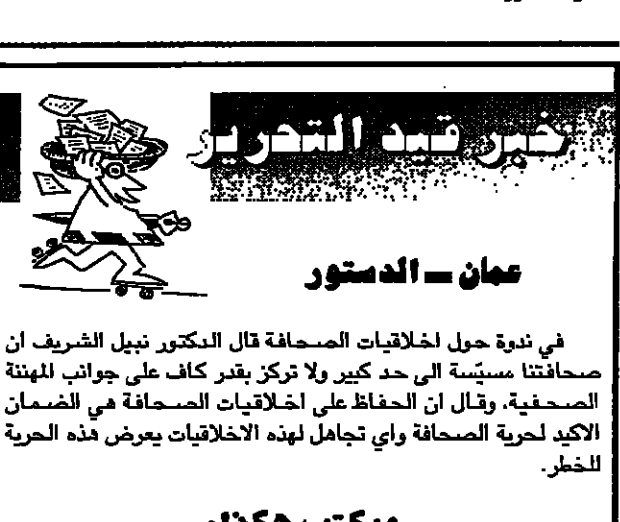 خبر قيد التحرير
عمان ــ الدستور
في ندوة حول اخلاقيات الصحافة قال الدكتور نبيل الشريف ان
صحافتنا مسيّسة الى حد كبير ولا تركز بقدر كاف على جوانب المهنة
الصحفية، وقال ان الحفاظ على اخلاقيات الصحافة هي الضمان
الاكيد لحرية الصحافة واي تجاهل لهذه الاخلاقيات يعرض هذه الحرية
للخطر.